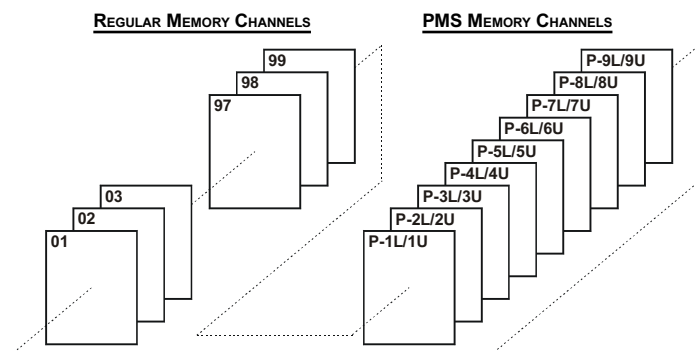 REGULAR MEMORY CHANNELS
99
98
97
03
02
01
PMS MEMORY CHANNELS
P-9L/9U
P-8L/8U
P-7L/7U
P-6L/6U
P-5L/5U
P-4L/4U
P-3L/3U
P-2L/2U
P-1L/1U